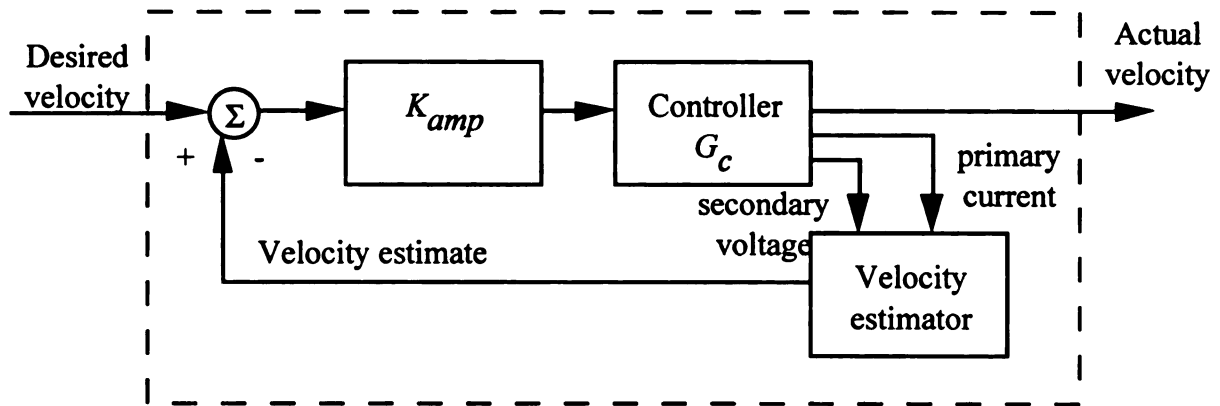 Desired
velocity
Σ
+
-
K_amp
Controller
G_c
Actual
velocity
primary
current
secondary
voltage
Velocity estimate
Velocity
estimator